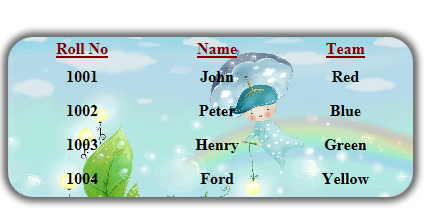 Roll No Name Team
1001 John Red
1002 Peter Blue
1003 Henry Green
1004 Ford Yellow